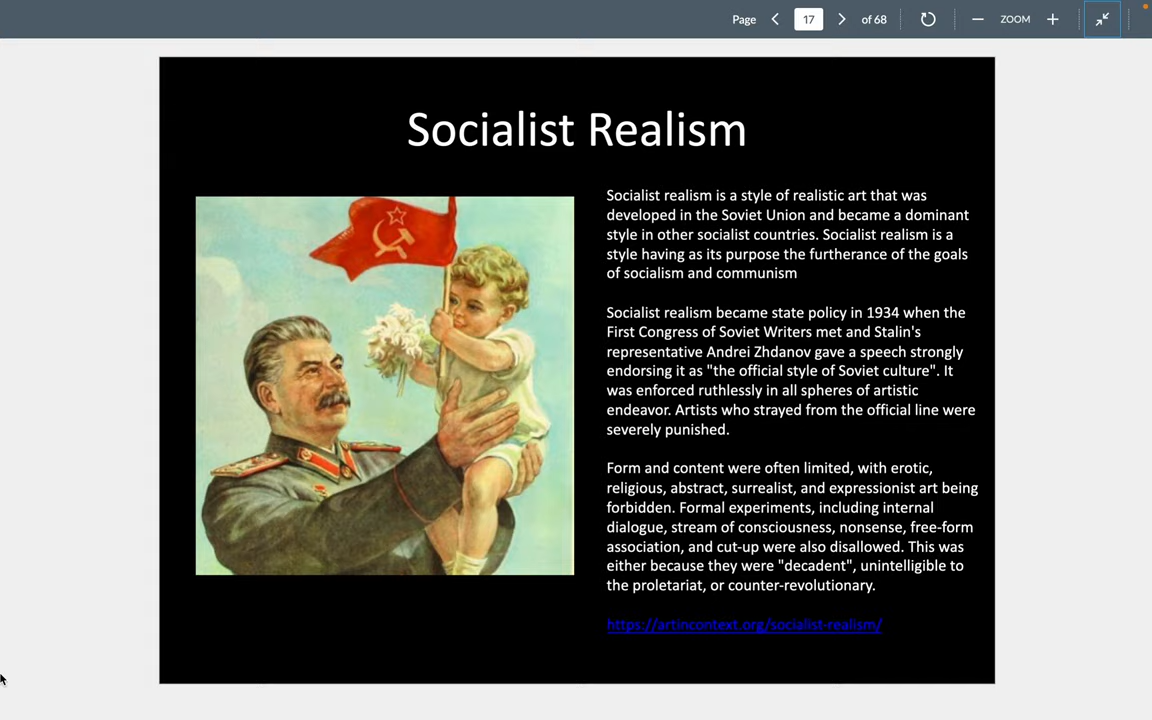 Page 17 of 68 ZOOM
Socialist Realism
Socialist realism is a style of realistic art that was
developed in the Soviet Union and became a dominant
style in other socialist countries. Socialist realism is a
style having as its purpose the furtherance of the goals
of socialism and communism
Socialist realism became state policy in 1934 when the
First Congress of Soviet Writers met and Stalin's
representative Andrei Zhdanov gave a speech strongly
endorsing it as "the official style of Soviet culture". It
was enforced ruthlessly in all spheres of artistic
endeavor. Artists who strayed from the official line were
severely punished.
Form and content were often limited, with erotic,
religious, abstract, surrealist, and expressionist art being
forbidden. Formal experiments, including internal
dialogue, stream of consciousness, nonsense, free-form
association, and cut-up were also disallowed. This was
either because they were "decadent", unintelligible to
the proletariat, or counter-revolutionary.
https://artincontext.org/socialist-realism/